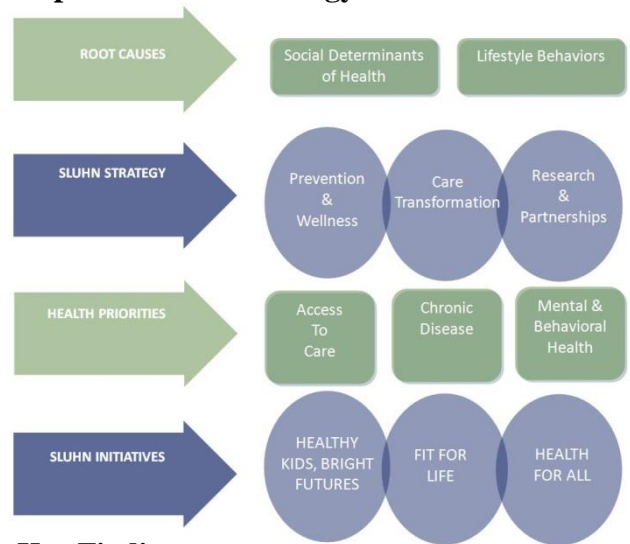 ROOT CAUSES
Social Determinants
of Health
Lifestyle Behaviors
SLUHN STRATEGY
Prevention
&
Wellness
Care
Transformation
Research
&
Partnerships
HEALTH PRIORITIES
Access
To
Care
Chronic
Disease
Mental &
Behavioral
Health
SLUHN INITIATIVES
HEALTHY
KIDS, BRIGHT
FUTURES
FIT FOR
LIFE
HEALTH
FOR ALL